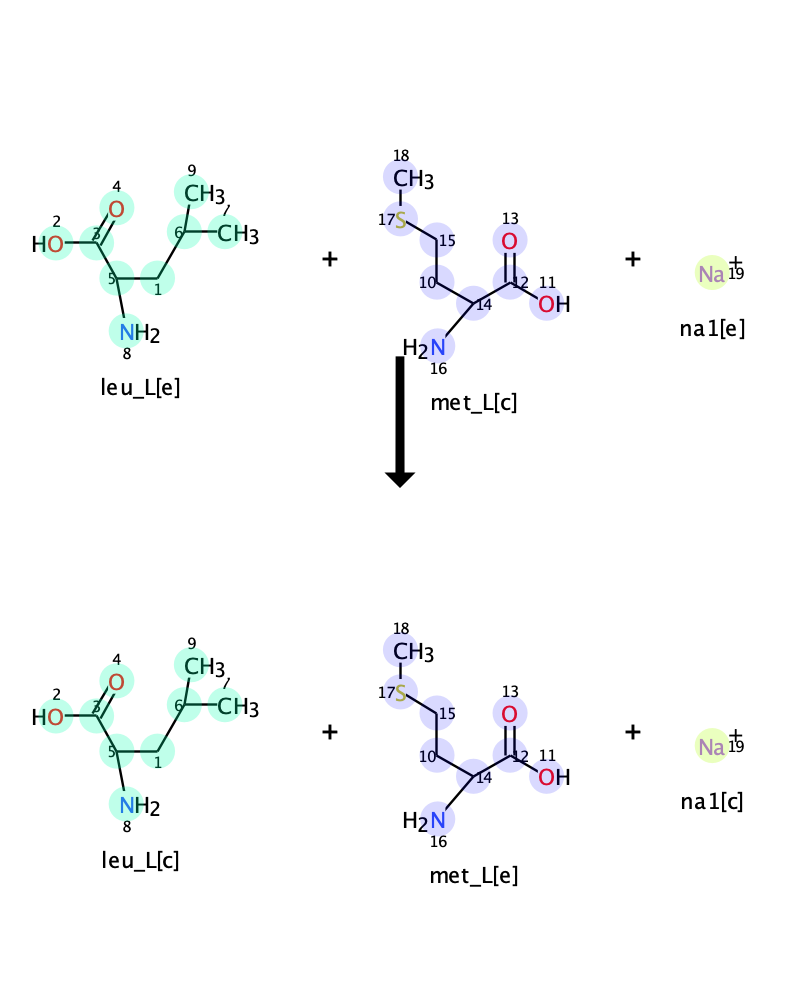 18
CH3
9
CH3
4
O
7
CH3
2
HO
3
6
5
1
NH2
8
leu_L[e]
+
17
S
15
13
O
10
12
11
OH
14
H2N
16
met_L[c]
+
Na+
19
na1[e]
18
CH3
9
CH3
4
O
7
CH3
2
HO
3
6
5
1
NH2
8
leu_L[c]
+
17
S
15
13
O
10
12
11
OH
14
H2N
16
met_L[e]
+
Na+
19
na1[c]